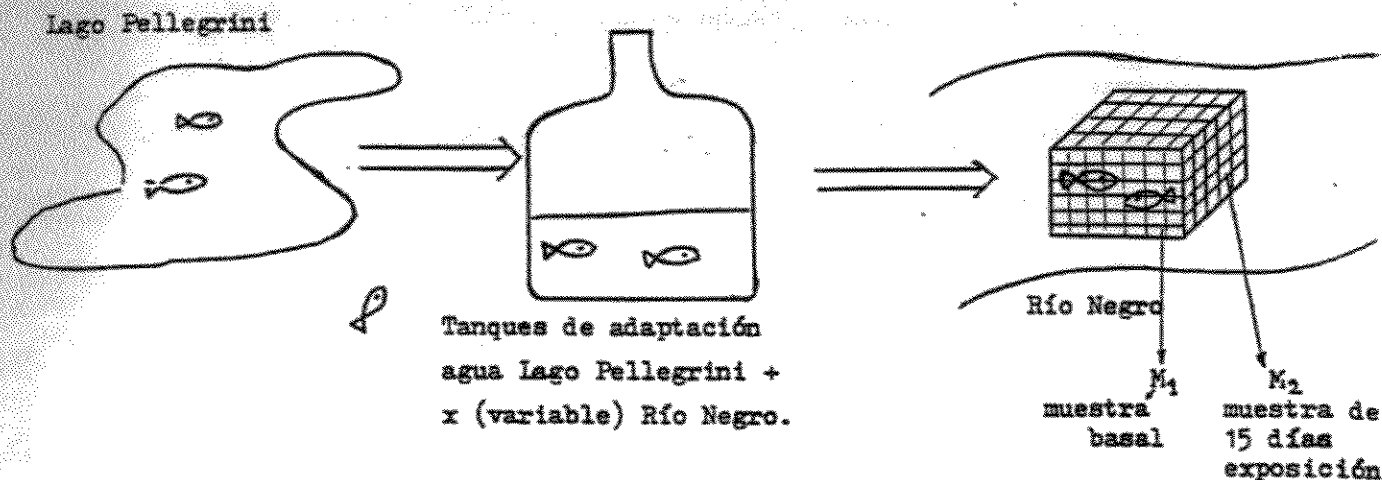 Lago Pellegrini
Tanques de adaptación
agua Lago Pellegrini +
x (variable) Río Negro.
Río Negro
M₁
muestra
basal
M₂
muestra de
15 días
exposición